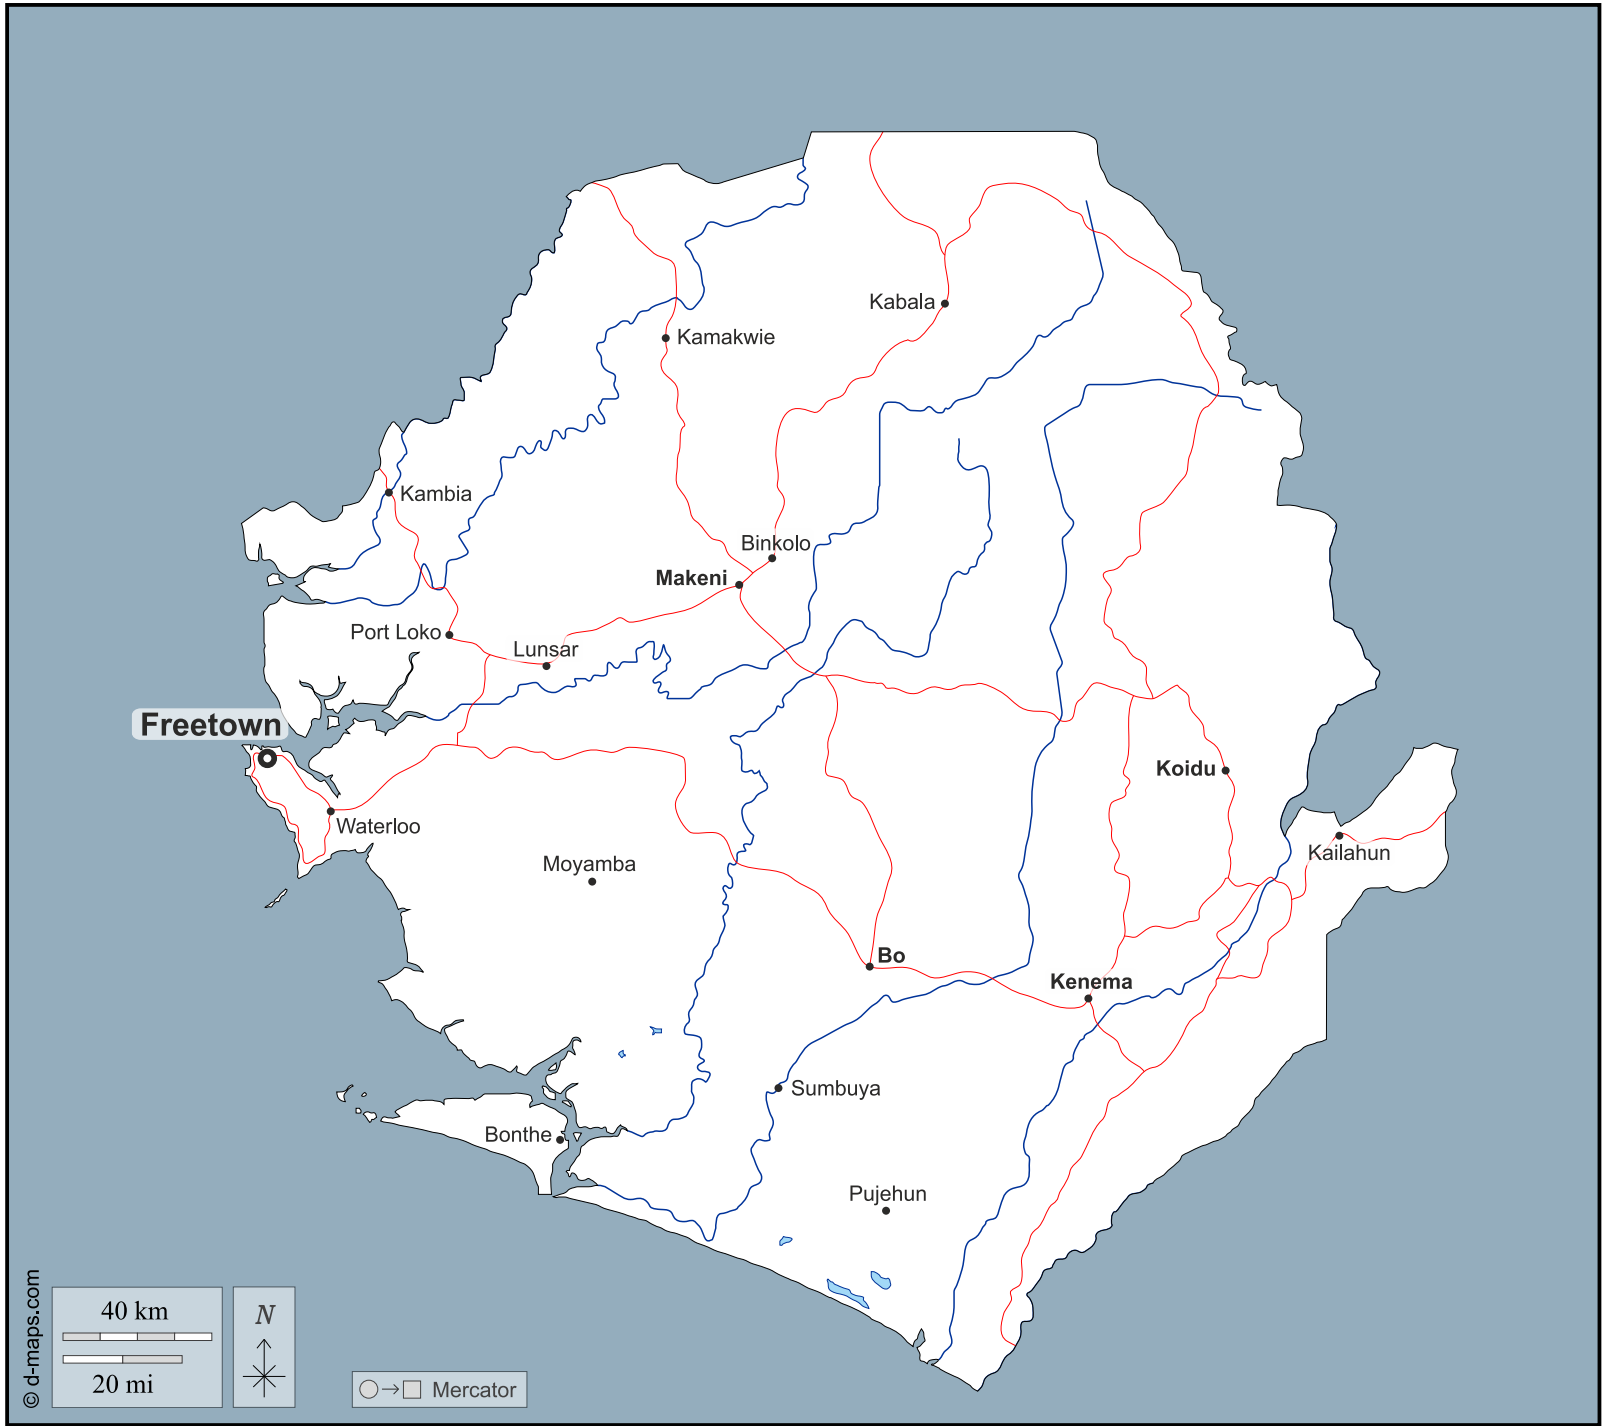 Kabala
Kamakwie
Kambia
Binkolo
Makeni
Port Loko
Lunsar
Freetown
Koidu
Waterloo
Kailahun
Moyamba
Bo
Kenema
Sumbuya
Bonthe
Pujehun
© d-maps.com
40 km
20 mi
N
Mercator